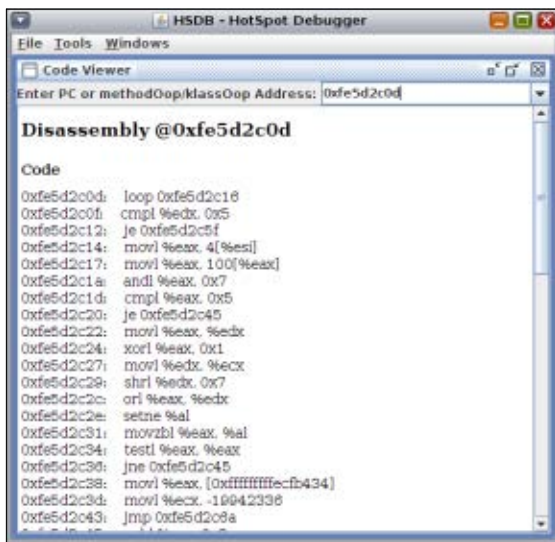 HSDB - HotSpot Debugger
File Tools Windows
Code Viewer
Enter PC or methodOop/klassOop Address: 0xfe5d2c0d
Disassembly @0xfe5d2c0d
Code
0xfe5d2c0d: loop 0xfe5d2c16
0xfe5d2c0f: cmpl %edx, 0x5
0xfe5d2c12: je 0xfe5d2c5f
0xfe5d2c14: movl %eax, 4[%esi]
0xfe5d2c17: movl %eax, 100[%eax]
0xfe5d2c1a: andl %eax, 0x7
0xfe5d2c1d: cmpl %eax, 0x5
0xfe5d2c20: je 0xfe5d2c45
0xfe5d2c22: movl %eax, %edx
0xfe5d2c24: xorl %eax, 0x1
0xfe5d2c27: movl %edx, %ecx
0xfe5d2c29: shrl %edx, 0x7
0xfe5d2c2c: orl %eax, %edx
0xfe5d2c2e: setne %al
0xfe5d2c31: movzbl %eax, %al
0xfe5d2c34: testl %eax, %eax
0xfe5d2c36: jne 0xfe5d2c45
0xfe5d2c38: movl %eax, [0xfffffffffecfb434]
0xfe5d2c3d: movl %ecx, -19942336
0xfe5d2c43: jmp 0xfe5d2c6a